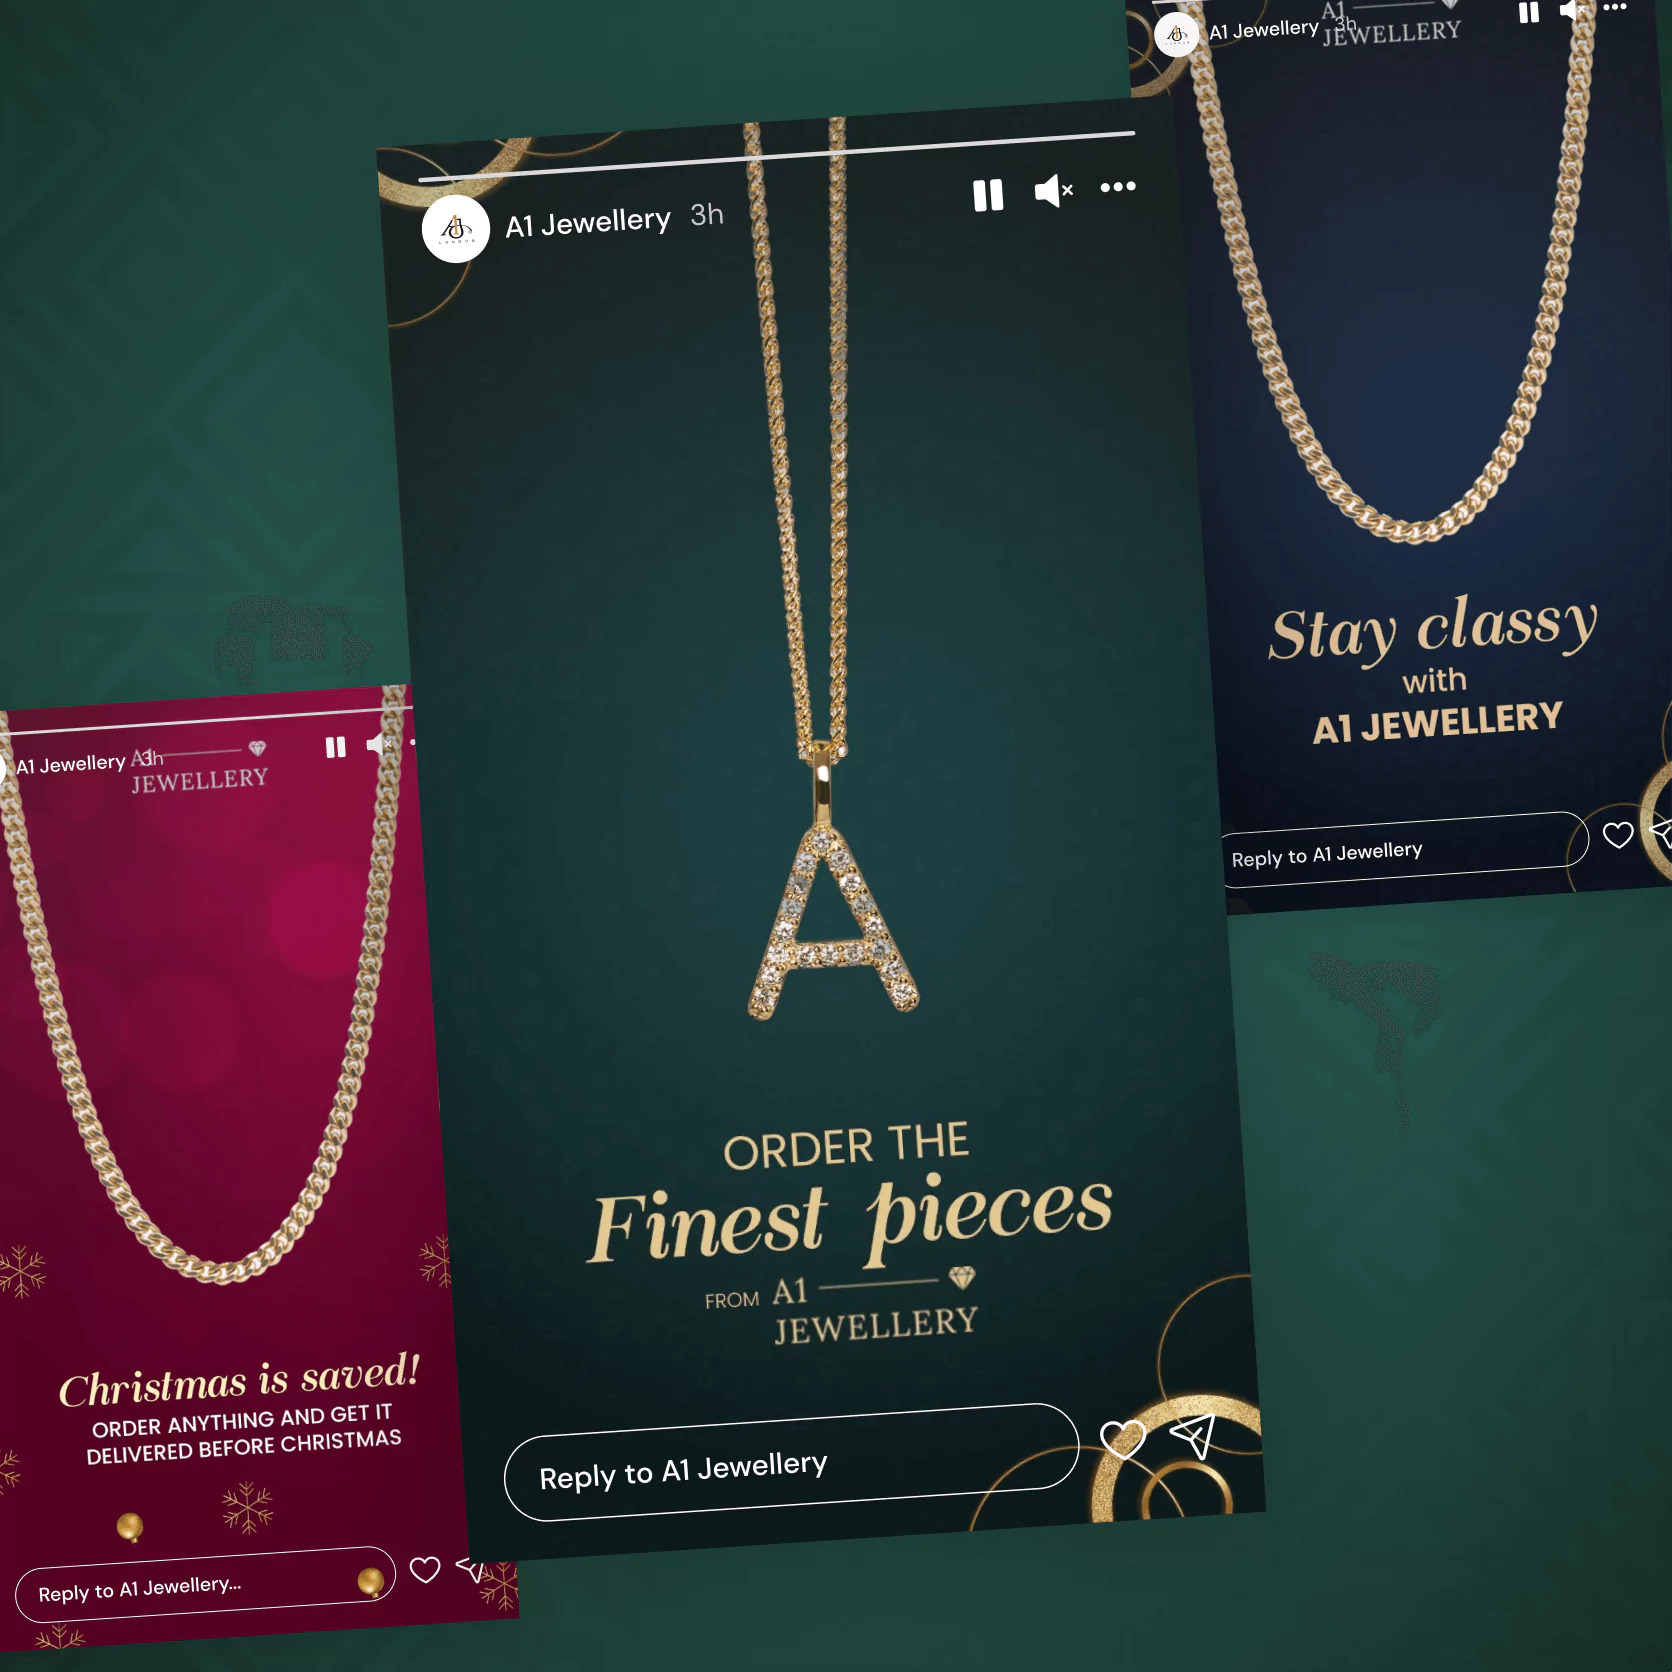 A1 Jewellery 3h
ORDER THE
Finest pieces
FROM A1
JEWELLERY
Reply to A1 Jewellery
A1 Jewellery 3h
A1
JEWELLERY
Stay classy
with
A1 JEWELLERY
Reply to A1 Jewellery
A1 Jewellery 3h
A1
JEWELLERY
Christmas is saved!
ORDER ANYTHING AND GET IT
DELIVERED BEFORE CHRISTMAS
Reply to A1 Jewellery...